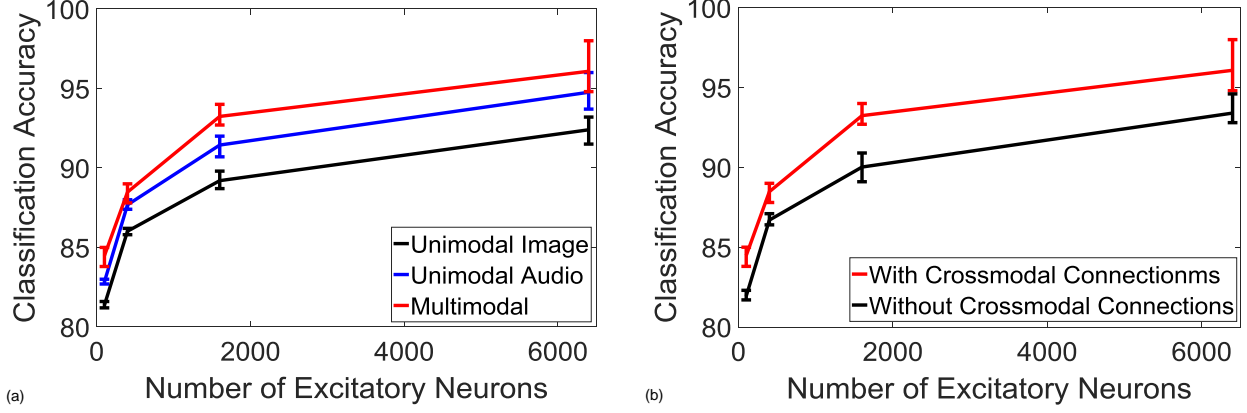 100
95
90
85
80
Classification Accuracy
Unimodal Image
Unimodal Audio
Multimodal
0
2000
4000
6000
Number of Excitatory Neurons
(a)
100
95
90
85
80
Classification Accuracy
With Crossmodal Connectionms
Without Crossmodal Connections
0
2000
4000
6000
Number of Excitatory Neurons
(b)